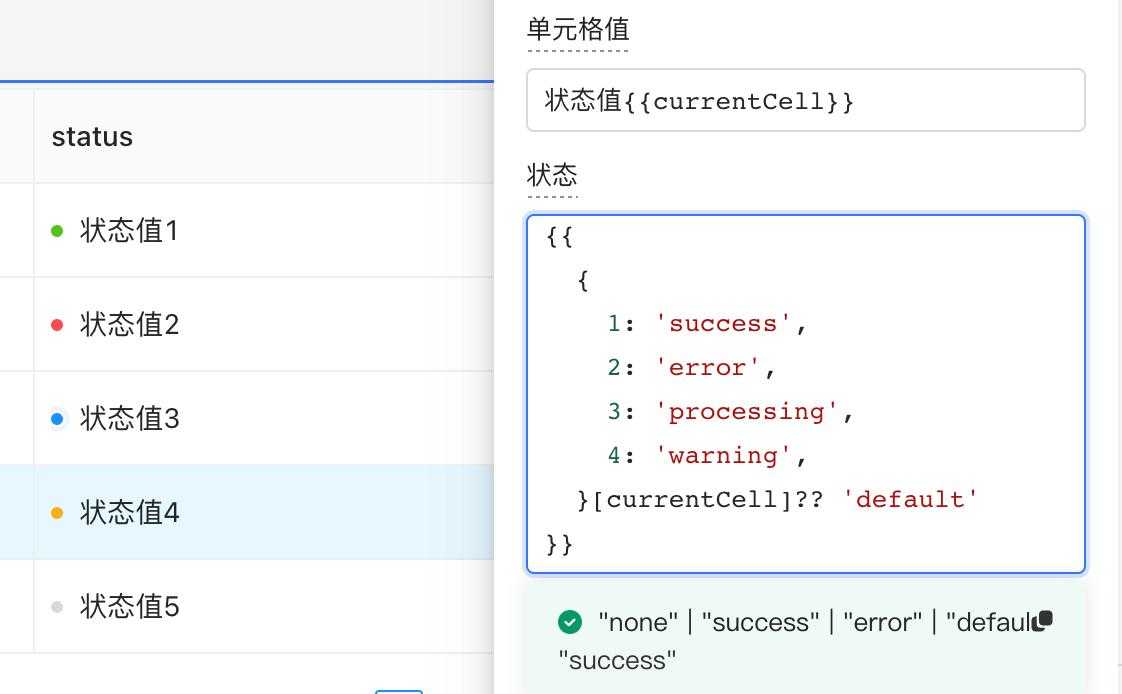 status
状态值1
状态值2
状态值3
状态值4
状态值5
单元格值
状态值{{currentCell}}
状态
{{
{
1: 'success',
2: 'error',
3: 'processing',
4: 'warning',
}[currentCell]?? 'default'
}}
"none" | "success" | "error" | "defaul
"success"